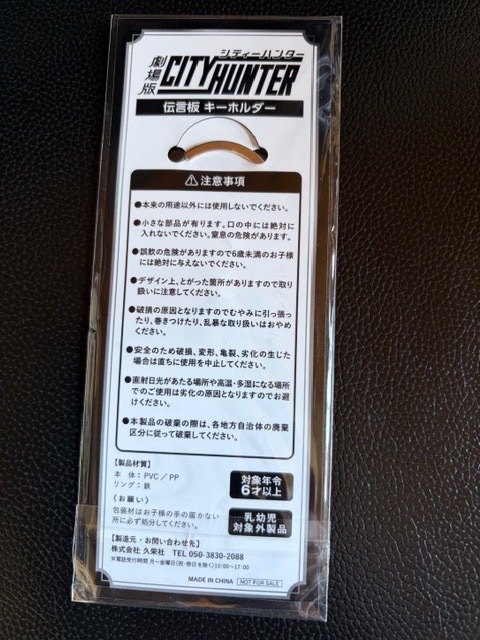 劇場版
シティーハンター
CITY HUNTER
伝言板 キーホルダー
⚠注意事項
●本来の用途以外には使用しないでください。
●小さな部品が有ります。口の中には絶対に
入れないでください。窒息の危険があります。
●誤飲の危険がありますので6歳未満のお子様
には絶対に与えないでください。
●デザイン上、とがった箇所がありますので取り
扱いに注意してください。
●破損の原因となりますのでむやみに引っ張っ
たり、巻きつけたり、乱暴な取り扱いはおやめ
ください。
●安全のため破損、変形、亀裂、劣化の生じた
場合は直ちに使用を中止してください。
●直射日光があたる場所や高温・多湿になる場所
でのご使用は劣化の原因となりますのでお避
けください。
●本製品の破棄の際は、各地方自治体の廃棄
区分に従って破棄してください。
【製品材質】
本 体：PVC／PP
リング：鉄
〈お願い〉
包装材はお子様の手の届かない
所に必ず処分してください。
対象年令
6才以上
乳幼児
対象外製品
【製造元・お問い合わせ先】
株式会社 久栄社 TEL 050-3830-2088
※電話受付時間 月〜金曜日(祝・祭日を除く)10:00〜17:00
MADE IN CHINA NOT FOR SALE